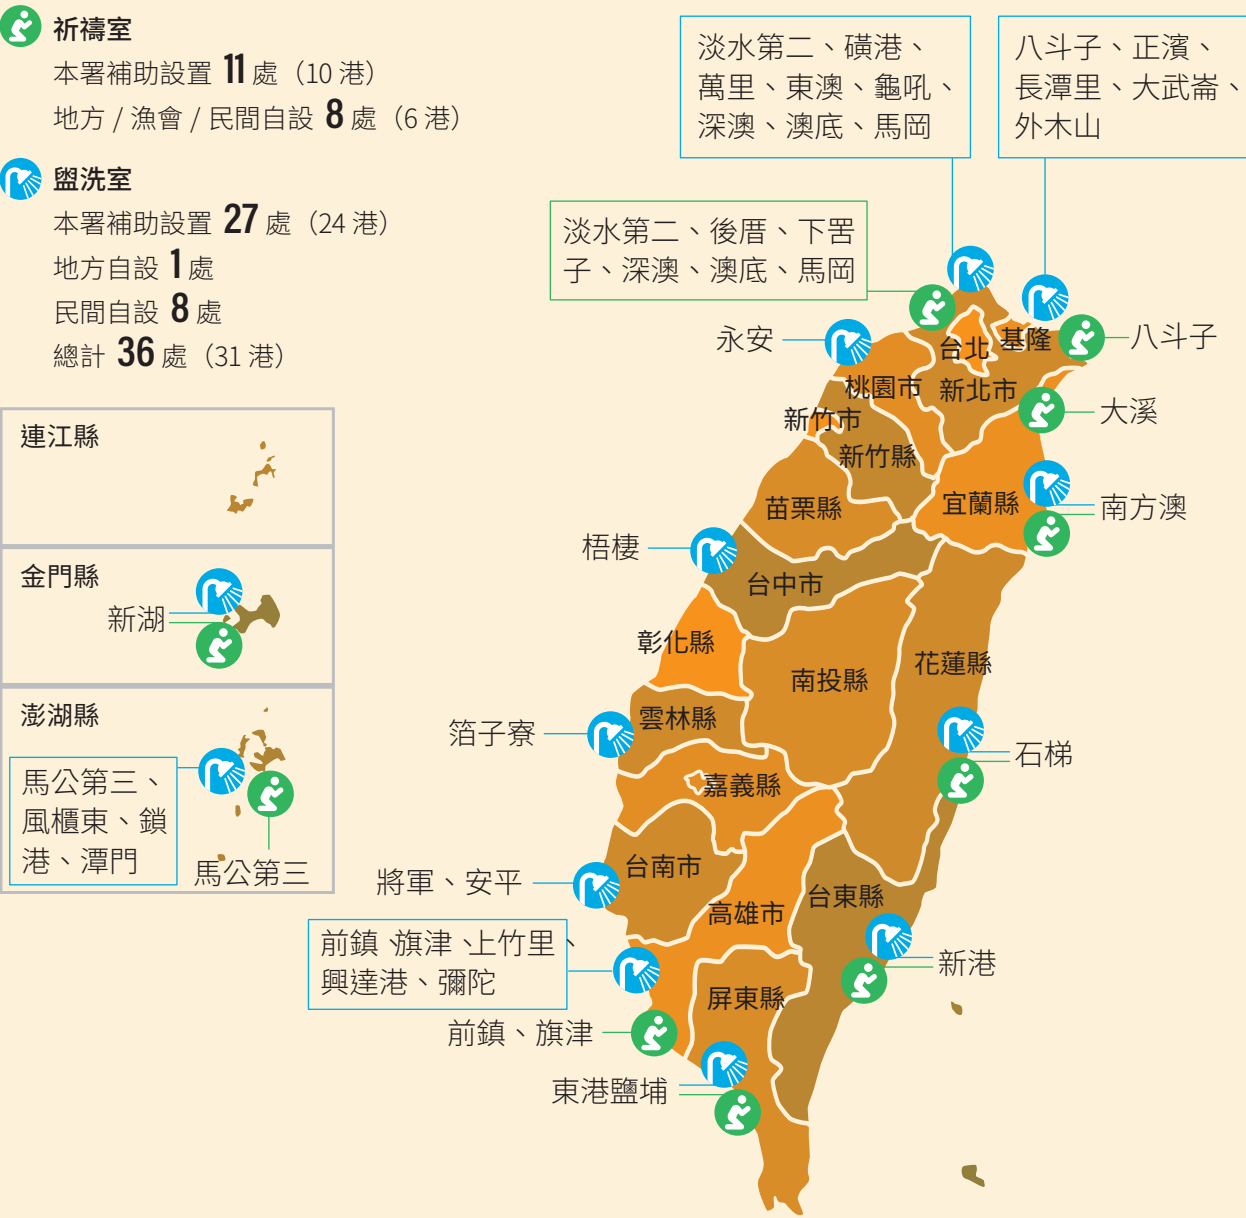 祈禱室
本署補助設置 11 處（10 港）
地方 / 漁會 / 民間自設 8 處（6 港）
盥洗室
本署補助設置 27 處（24 港）
地方自設 1 處
民間自設 8 處
總計 36 處（31 港）
淡水第二、磺港、
萬里、東澳、龜吼、
深澳、澳底、馬岡
八斗子、正濱、
長潭里、大武崙、
外木山
淡水第二、後厝、下罟
子、深澳、澳底、馬岡
永安
台北
基隆
八斗子
桃園市
新北市
大溪
新竹市
新竹縣
苗栗縣
宜蘭縣
南方澳
梧棲
台中市
彰化縣
南投縣
花蓮縣
箔子寮
雲林縣
石梯
嘉義縣
將軍、安平
台南市
台東縣
高雄市
前鎮、旗津、上竹里、
興達港、彌陀
新港
屏東縣
前鎮、旗津
東港鹽埔
連江縣
金門縣
新湖
澎湖縣
馬公第三、
風櫃東、鎖
港、潭門
馬公第三